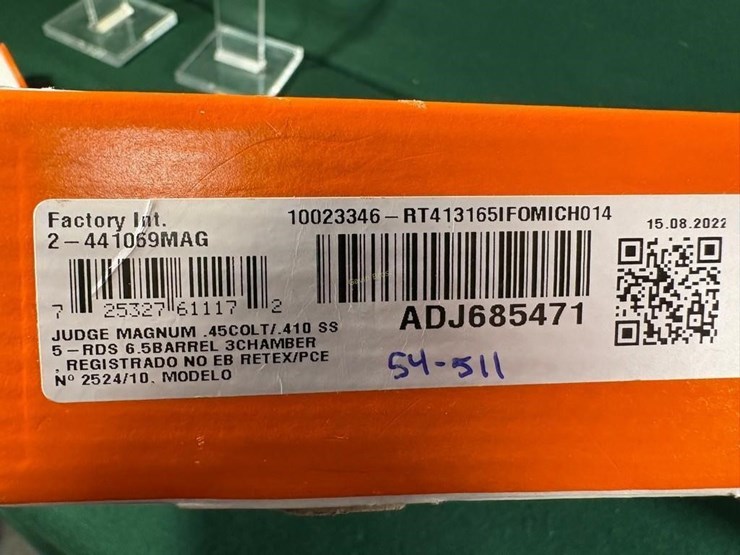 Factory Int.
2-441069MAG
10023346-RT413165IFOMICH014
15.08.2022
7 25327 61117 2
ADJ685471
JUDGE MAGNUM .45COLT/.410 SS
5-RDS 6.5BARREL 3CHAMBER
, REGISTRADO NO EB RETEX/PCE
Nº 2524/10. MODELO
54-511